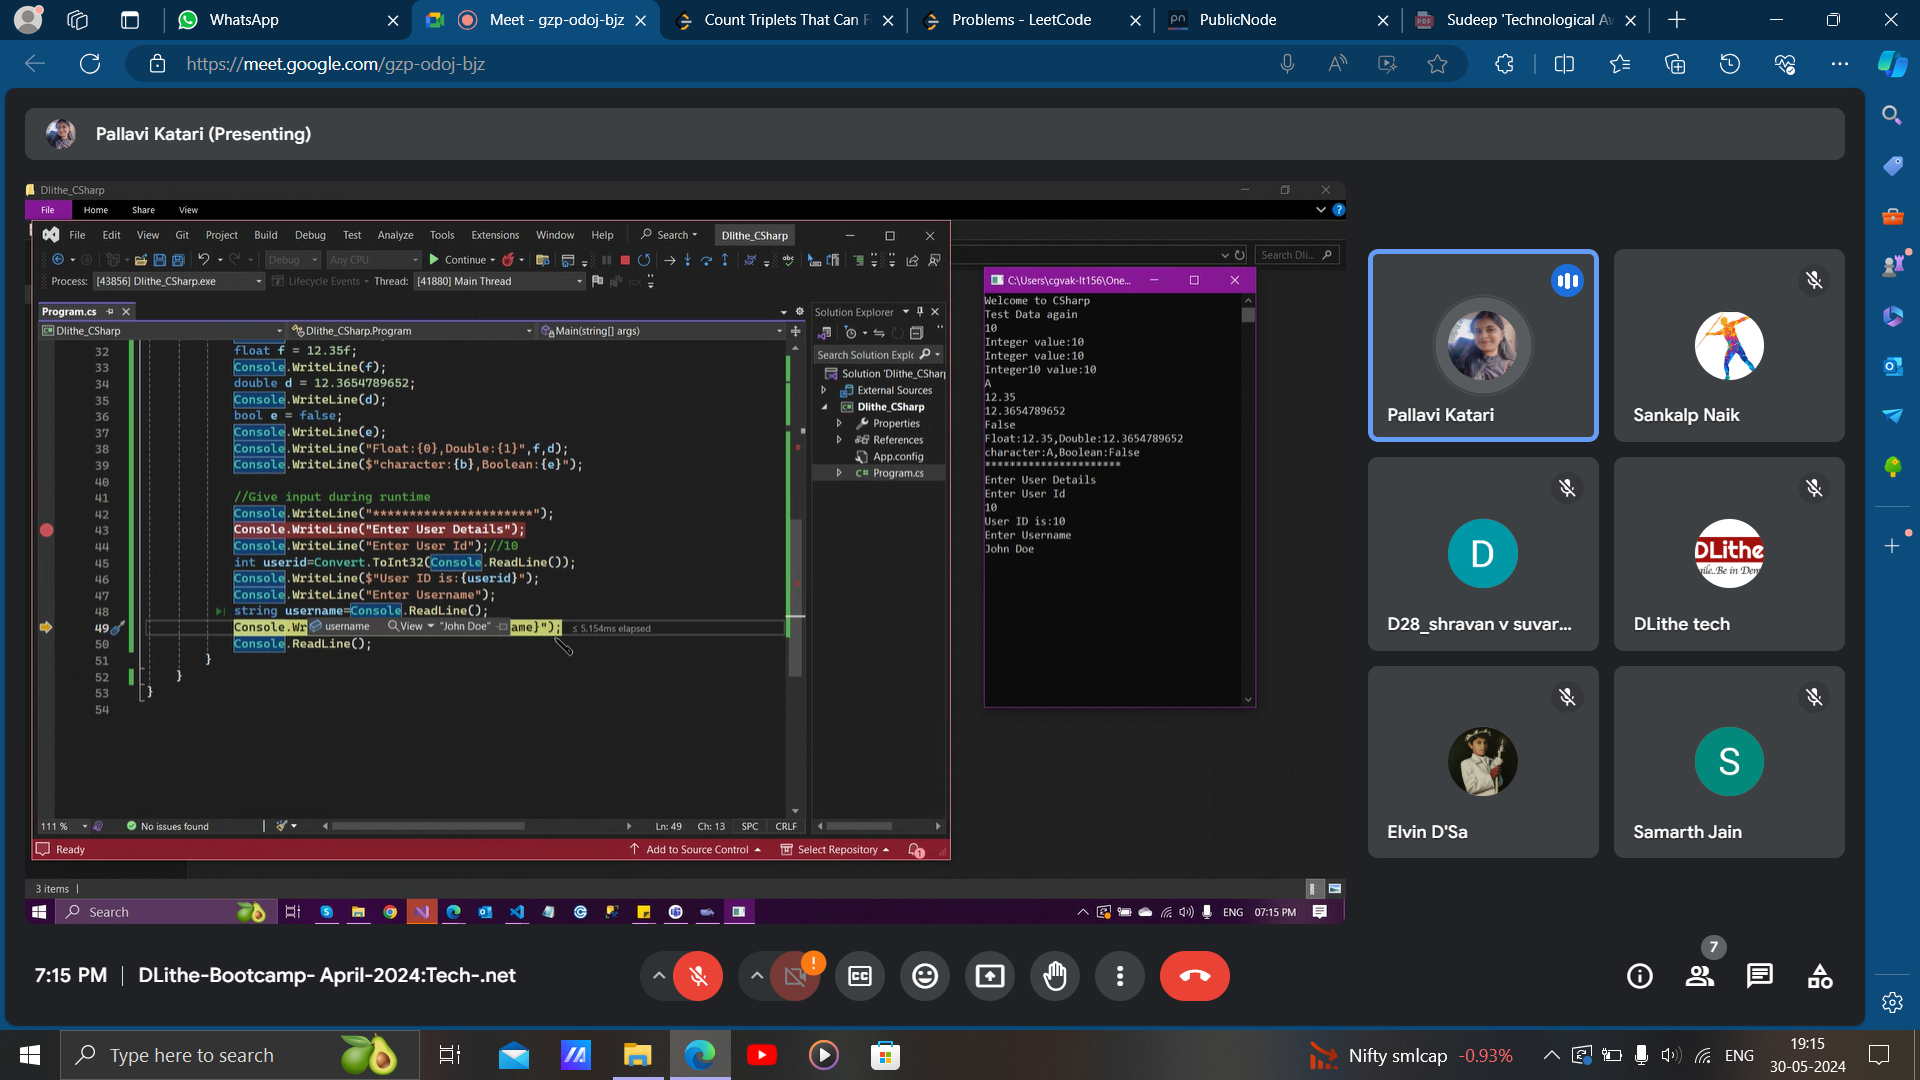 WhatsApp
Meet - gzp-odoj-bjz
Count Triplets That Can F
Problems - LeetCode
PublicNode
Sudeep 'Technological A
https://meet.google.com/gzp-odoj-bjz
Pallavi Katari (Presenting)
Dlithe_CSharp
File Home Share View
File Edit View Git Project Build Debug Test Analyze Tools Extensions Window Help Search Dlithe_CSharp
Debug Any CPU Continue
Search Dli...
Process: [43856] Dlithe_CSharp.exe Lifecycle Events Thread: [41880] Main Thread
Program.cs
Dlithe_CSharp Dlithe_CSharp.Program Main(string[] args)
32 float f = 12.35f;
33 Console.WriteLine(f);
34 double d = 12.3654789652;
35 Console.WriteLine(d);
36 bool e = false;
37 Console.WriteLine(e);
38 Console.WriteLine("Float:{0},Double:{1}",f,d);
39 Console.WriteLine($"character:{b},Boolean:{e}");
40
41 //Give input during runtime
42 Console.WriteLine("**********************");
43 Console.WriteLine("Enter User Details");
44 Console.WriteLine("Enter User Id");//10
45 int userid=Convert.ToInt32(Console.ReadLine());
46 Console.WriteLine($"User ID is:{userid}");
47 Console.WriteLine("Enter Username");
48 string username=Console.ReadLine();
49 Console.Wr username View "John Doe" ame}"); ≤ 5,154ms elapsed
50 Console.ReadLine();
51 }
52 }
53 }
54
111 % No issues found Ln: 49 Ch: 13 SPC CRLF
Ready Add to Source Control Select Repository 1
Solution Explorer
Search Solution Explo
Solution 'Dlithe_CSharp
External Sources
Dlithe_CSharp
Properties
References
App.config
C# Program.cs
C:\Users\cgvak-lt156\One...
Welcome to CSharp
Test Data again
10
Integer value:10
Integer value:10
Integer10 value:10
A
12.35
12.3654789652
False
Float:12.35,Double:12.3654789652
character:A,Boolean:False
**********************
Enter User Details
Enter User Id
10
User ID is:10
Enter Username
John Doe
3 items
Search
ENG 07:15 PM
Pallavi Katari
Sankalp Naik
D
D28_shravan v suvar...
DLithe
DLithe tech
Elvin D'Sa
S
Samarth Jain
7:15 PM | DLithe-Bootcamp- April-2024:Tech-.net
!
CC
7
Type here to search
Nifty smlcap -0.93%
ENG
19:15
30-05-2024